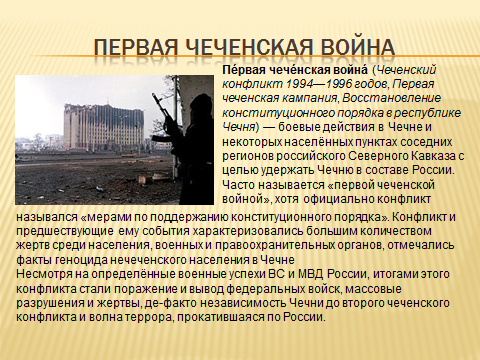 ПЕРВАЯ ЧЕЧЕНСКАЯ ВОЙНА
Пе́рвая чече́нская война́ (Чеченский
конфликт 1994—1996 годов, Первая
чеченская кампания, Восстановление
конституционного порядка в республике
Чечня) — боевые действия в Чечне и
некоторых населённых пунктах соседних
регионов российского Северного Кавказа с
целью удержать Чечню в составе России.
Часто называется «первой чеченской
войной», хотя официально конфликт
назывался «мерами по поддержанию конституционного порядка». Конфликт и
предшествующие ему события характеризовались большим количеством
жертв среди населения, военных и правоохранительных органов, отмечались
факты геноцида нечеченского населения в Чечне
Несмотря на определённые военные успехи ВС и МВД России, итогами этого
конфликта стали поражение и вывод федеральных войск, массовые
разрушения и жертвы, де-факто независимость Чечни до второго чеченского
конфликта и волна террора, прокатившаяся по России.